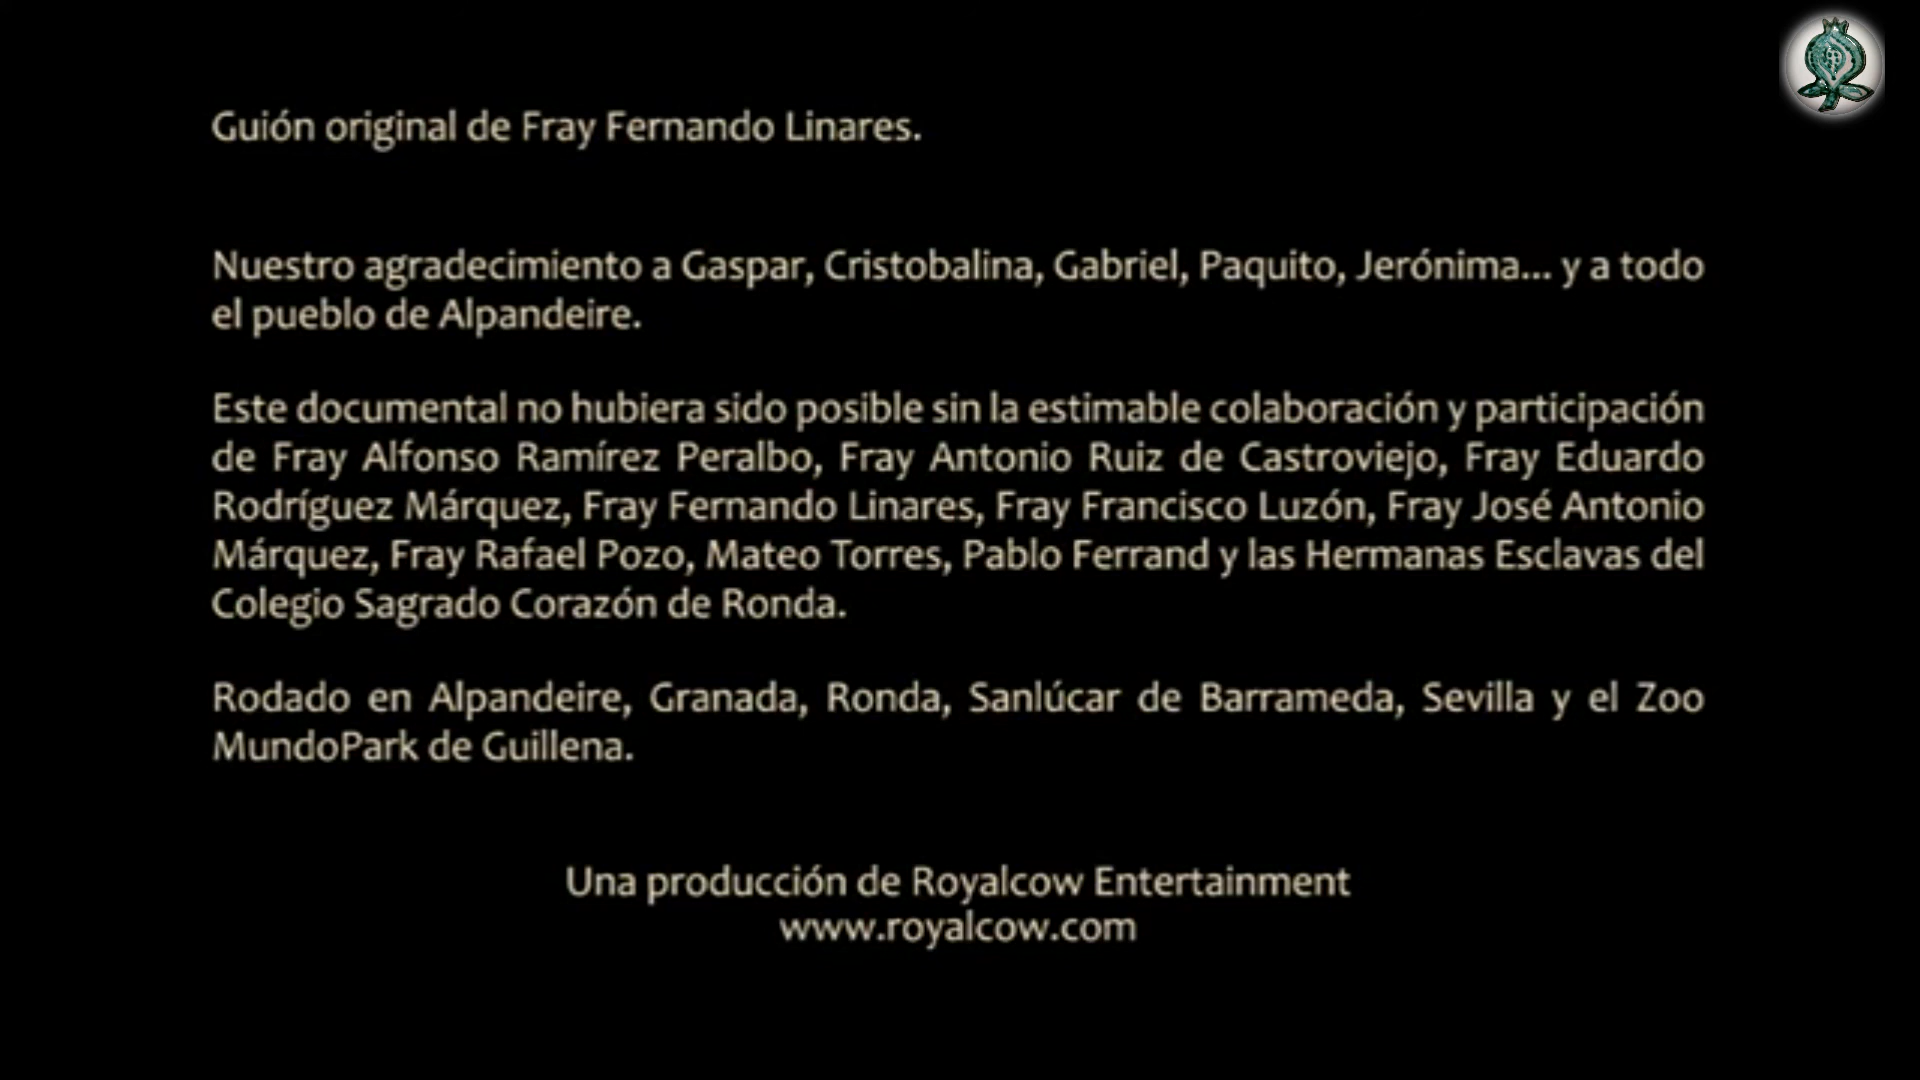 Guión original de Fray Fernando Linares.
Nuestro agradecimiento a Gaspar, Cristobalina, Gabriel, Paquito, Jerónima... y a todo
el pueblo de Alpandeire.
Este documental no hubiera sido posible sin la estimable colaboración y participación
de Fray Alfonso Ramírez Peralbo, Fray Antonio Ruiz de Castroviejo, Fray Eduardo
Rodríguez Márquez, Fray Fernando Linares, Fray Francisco Luzón, Fray José Antonio
Márquez, Fray Rafael Pozo, Mateo Torres, Pablo Ferrand y las Hermanas Esclavas del
Colegio Sagrado Corazón de Ronda.
Rodado en Alpandeire, Granada, Ronda, Sanlúcar de Barrameda, Sevilla y el Zoo
MundoPark de Guillena.
Una producción de Royalcow Entertainment
www.royalcow.com